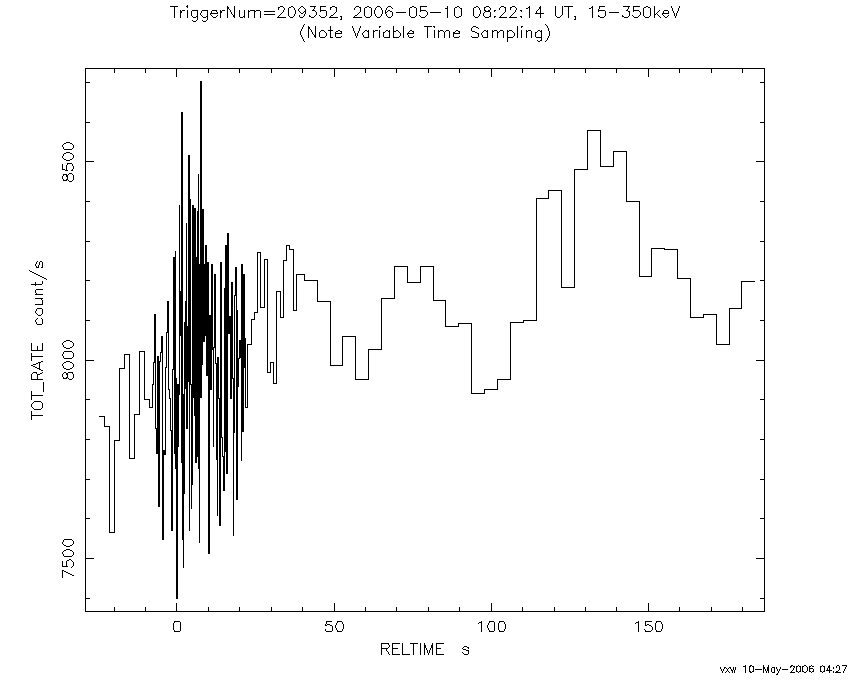 TriggerNum=209352, 2006-05-10 08:22:14 UT, 15-350keV
(Note Variable Time Sampling)
TOT_RATE count/s
8500
8000
7500
0 50 100 150
RELTIME s
vxw 10-May-2006 04:27